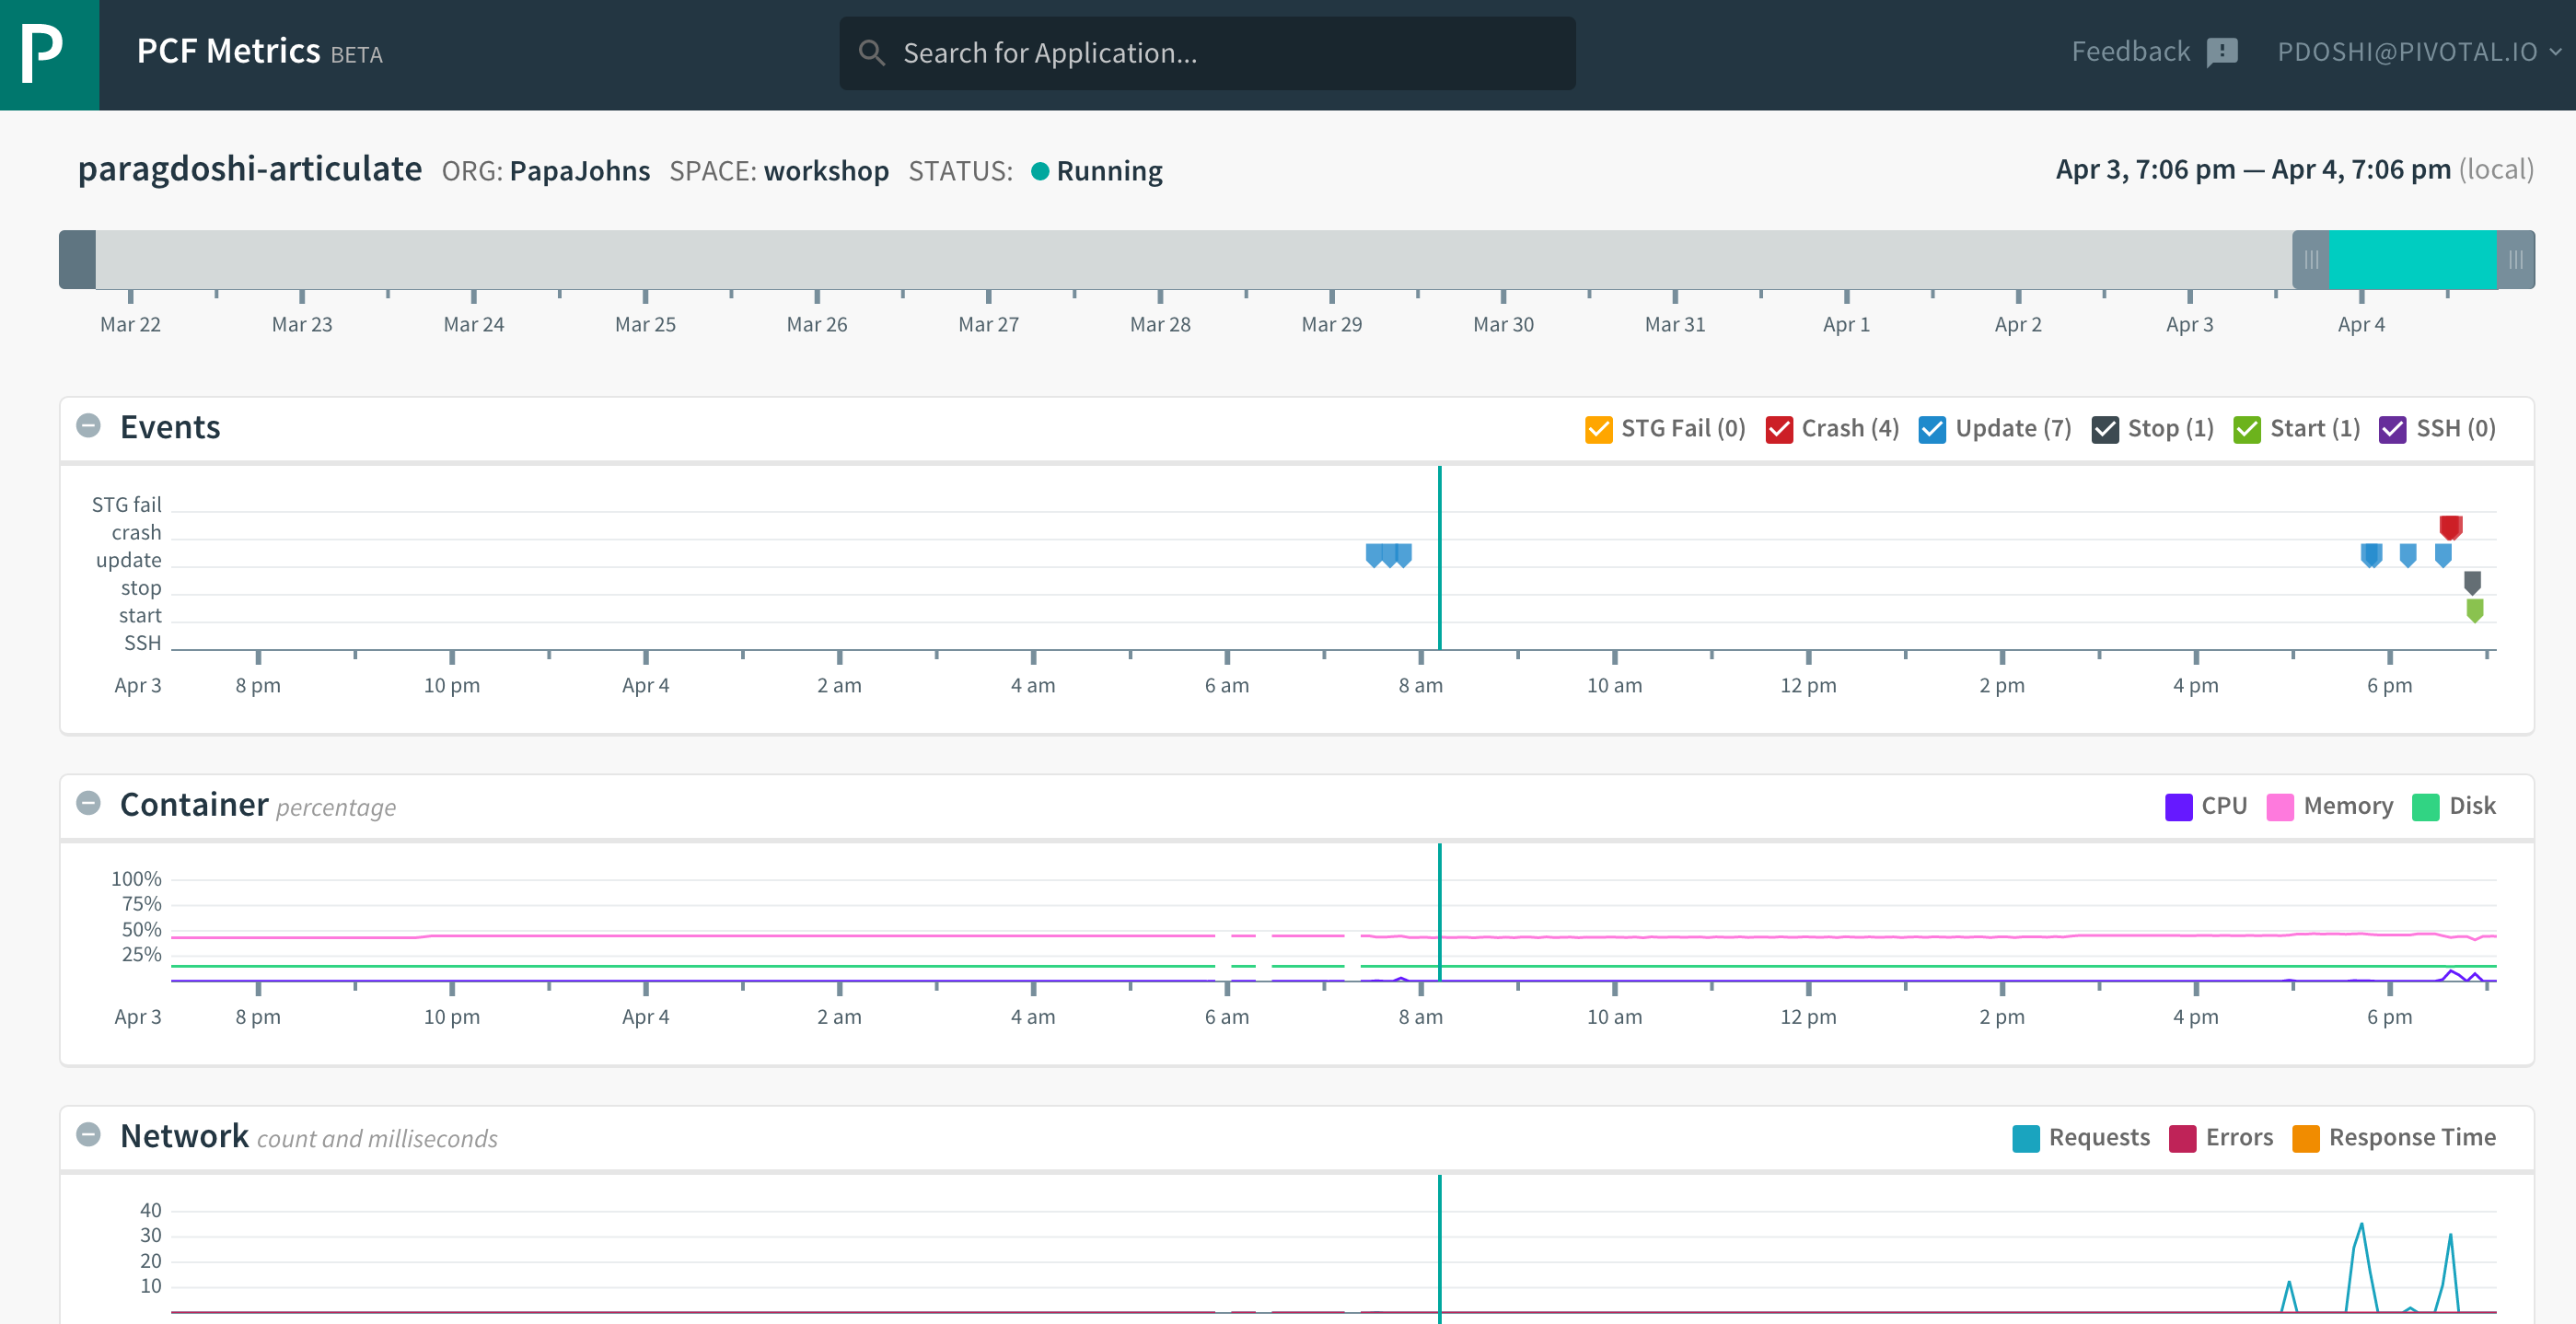 P PCF Metrics BETA Search for Application... Feedback PDOSHI@PIVOTAL.IO
paragdoshi-articulate ORG: PapaJohns SPACE: workshop STATUS: Running Apr 3, 7:06 pm — Apr 4, 7:06 pm (local)
Mar 22 Mar 23 Mar 24 Mar 25 Mar 26 Mar 27 Mar 28 Mar 29 Mar 30 Mar 31 Apr 1 Apr 2 Apr 3 Apr 4
Events STG Fail (0) Crash (4) Update (7) Stop (1) Start (1) SSH (0)
STG fail
crash
update
stop
start
SSH
Apr 3 8 pm 10 pm Apr 4 2 am 4 am 6 am 8 am 10 am 12 pm 2 pm 4 pm 6 pm
Container percentage CPU Memory Disk
100%
75%
50%
25%
Apr 3 8 pm 10 pm Apr 4 2 am 4 am 6 am 8 am 10 am 12 pm 2 pm 4 pm 6 pm
Network count and milliseconds Requests Errors Response Time
40
30
20
10